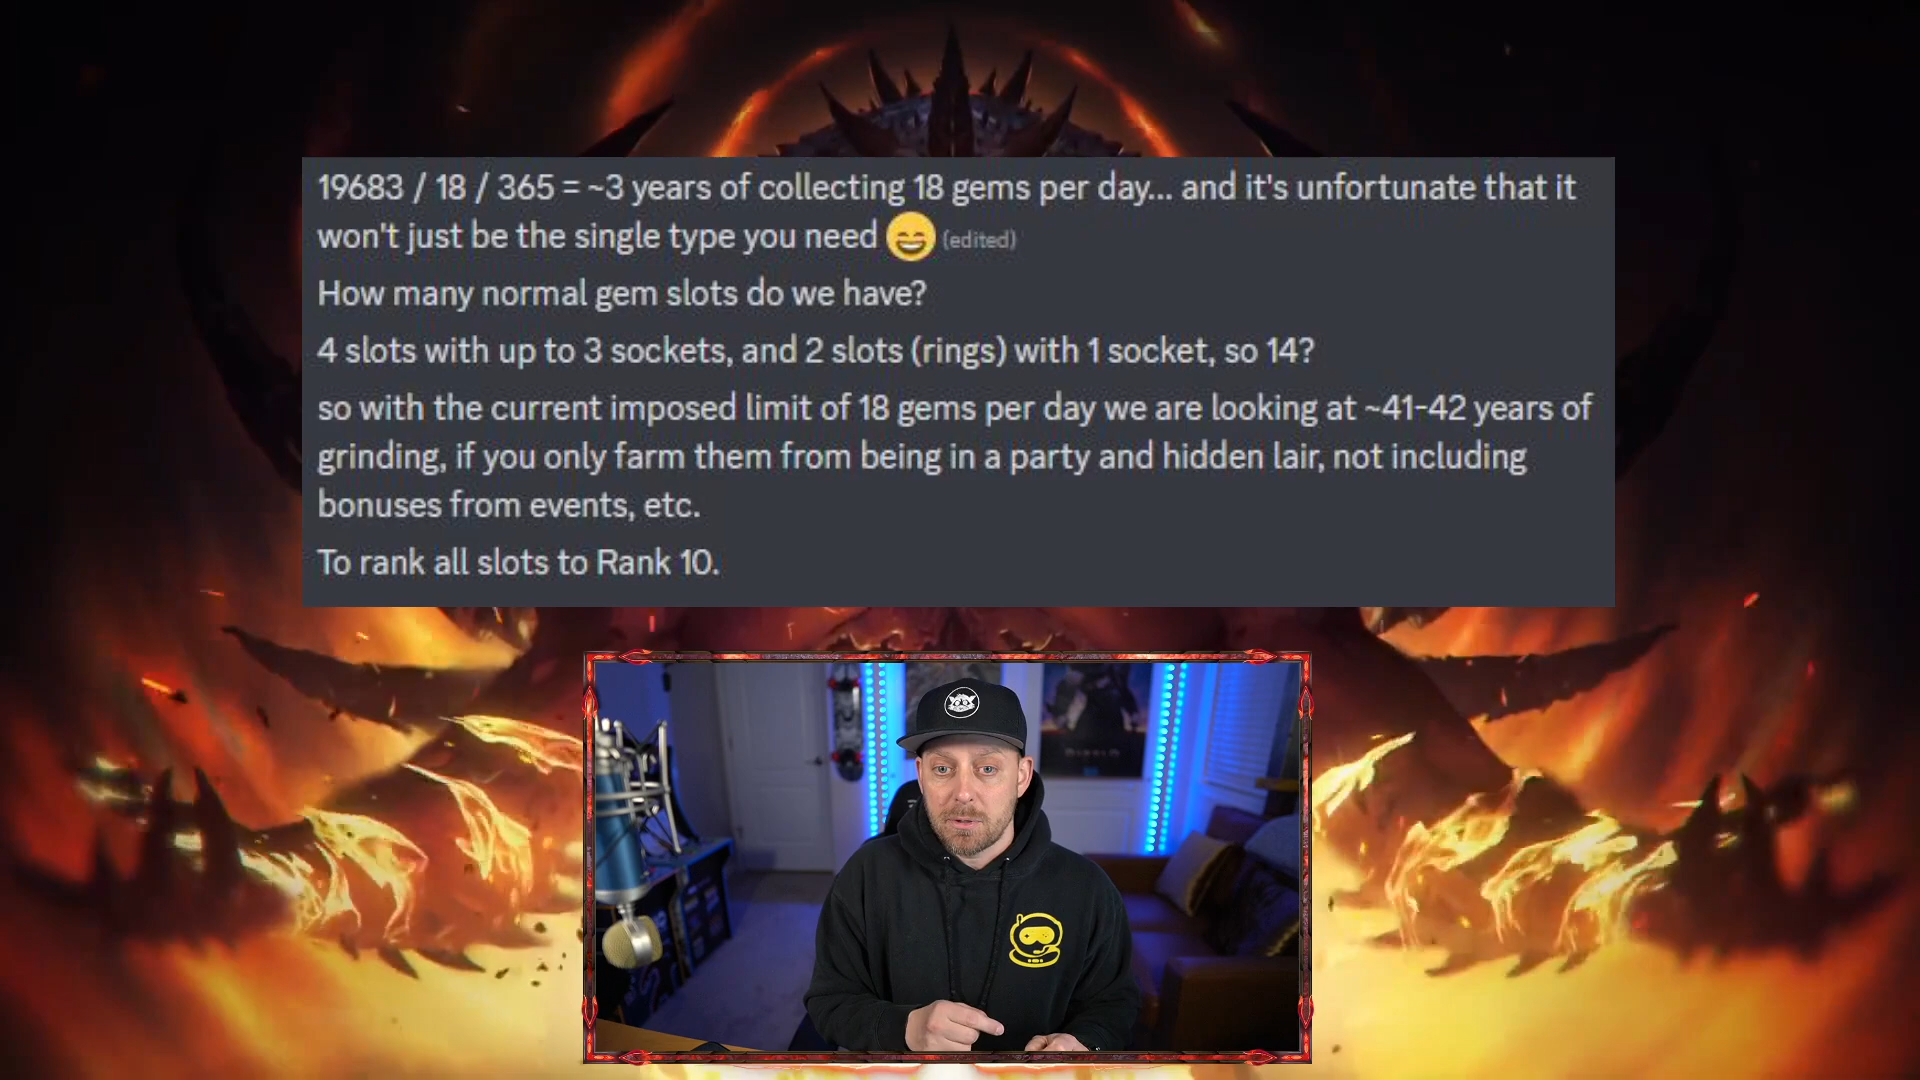 19683 / 18 / 365 = ~3 years of collecting 18 gems per day... and it's unfortunate that it
won't just be the single type you need 😄 (edited)
How many normal gem slots do we have?
4 slots with up to 3 sockets, and 2 slots (rings) with 1 socket, so 14?
so with the current imposed limit of 18 gems per day we are looking at ~41-42 years of
grinding, if you only farm them from being in a party and hidden lair, not including
bonuses from events, etc.
To rank all slots to Rank 10.
DIABLO